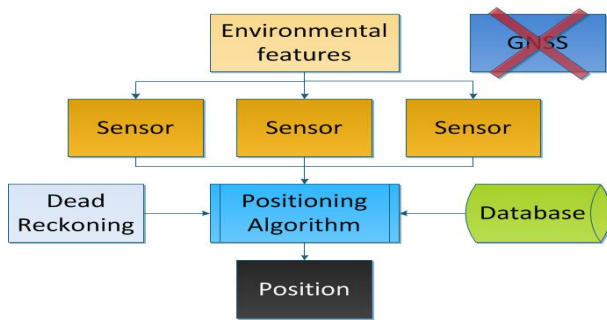 Environmental
features
GNSS
Sensor
Sensor
Sensor
Dead
Reckoning
Positioning
Algorithm
Database
Position